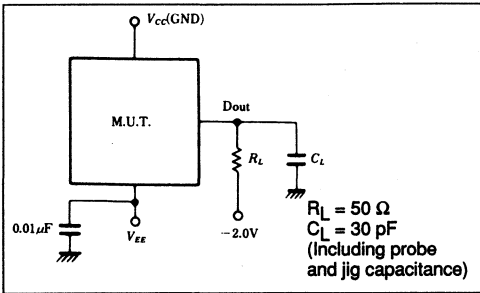 VCC(GND)
M.U.T.
Dout
RL
CL
0.01μF
VEE
−2.0V
RL = 50 Ω
CL = 30 pF
(Including probe
and jig capacitance)